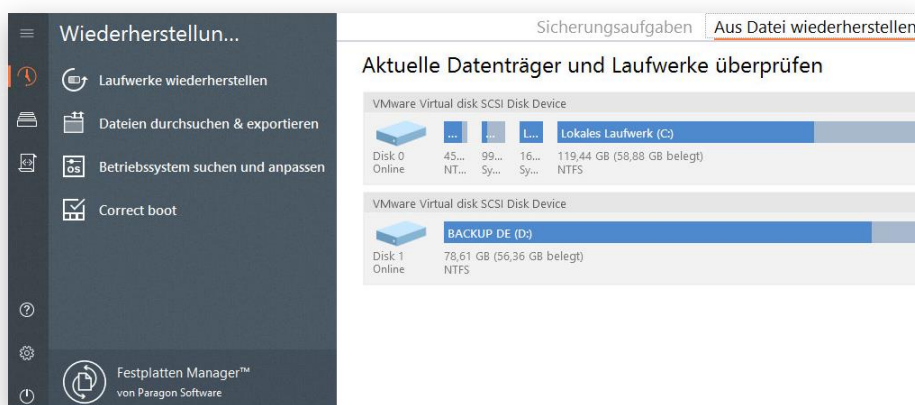 Wiederherstellun...
Laufwerke wiederherstellen
Dateien durchsuchen & exportieren
os
Betriebssystem suchen und anpassen
Correct boot
Festplatten Manager™
von Paragon Software
Sicherungsaufgaben
Aus Datei wiederherstellen
Aktuelle Datenträger und Laufwerke überprüfen
VMware Virtual disk SCSI Disk Device
Disk 0
Online
...
45...
NT...
...
99...
Sy...
L...
16...
Sy...
Lokales Laufwerk (C:)
119,44 GB (58,88 GB belegt)
NTFS
VMware Virtual disk SCSI Disk Device
Disk 1
Online
BACKUP DE (D:)
78,61 GB (56,36 GB belegt)
NTFS